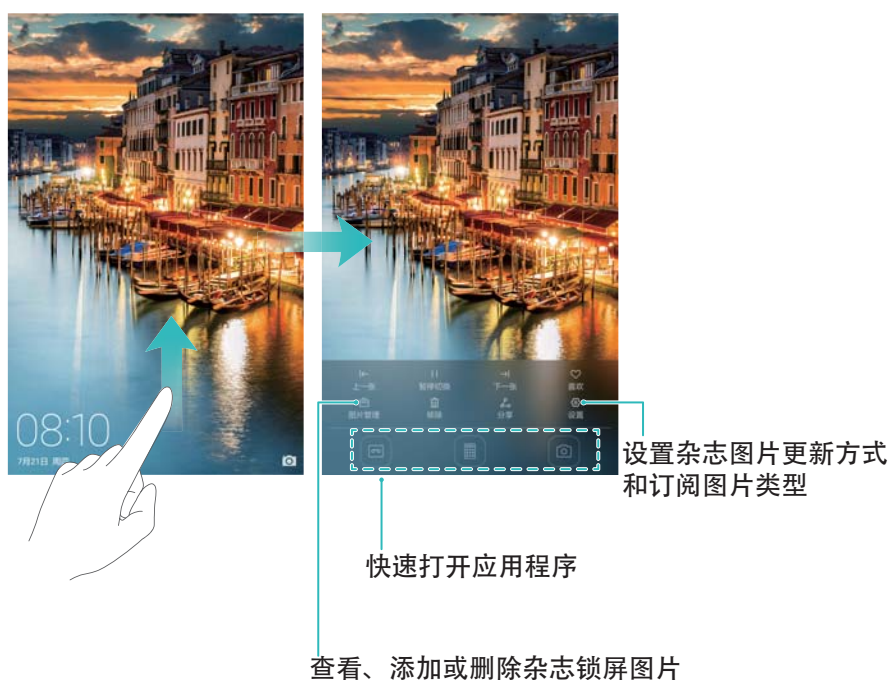 08:10
7月21日 周四
上一张
暂停切换
下一张
喜欢
图片管理
移除
分享
设置
设置杂志图片更新方式
和订阅图片类型
快速打开应用程序
查看、添加或删除杂志锁屏图片